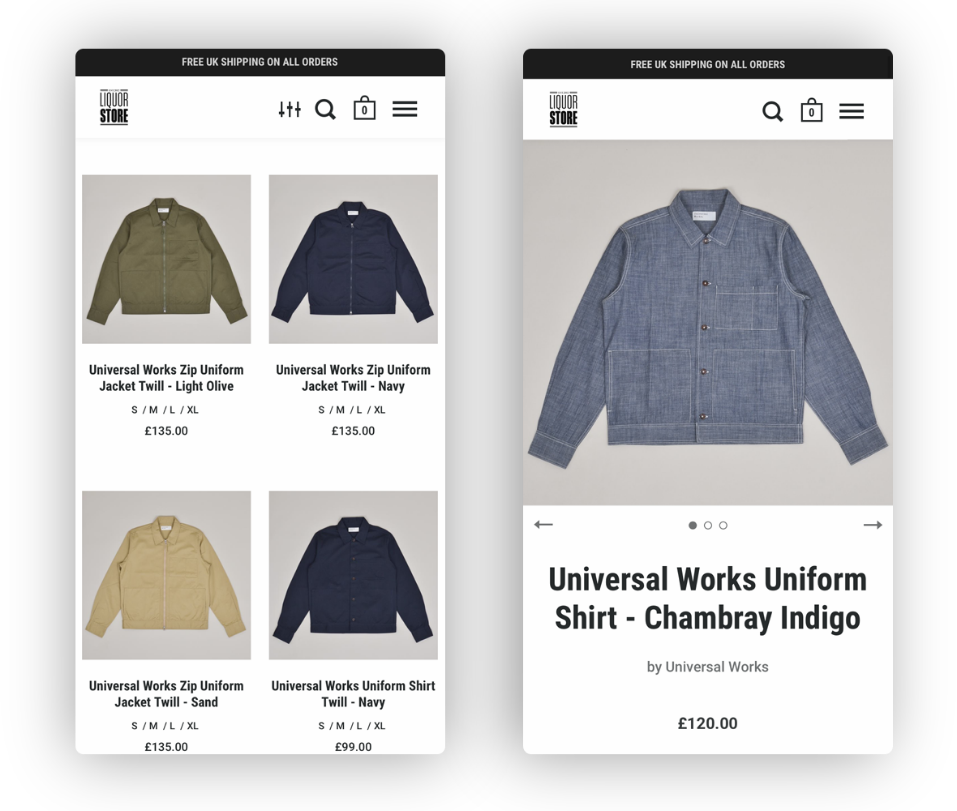 FREE UK SHIPPING ON ALL ORDERS
LIQUOR
STORE
0
Universal Works Zip Uniform
Jacket Twill - Light Olive
S / M / L / XL
£135.00
Universal Works Zip Uniform
Jacket Twill - Navy
S / M / L / XL
£135.00
Universal Works Zip Uniform
Jacket Twill - Sand
S / M / L / XL
£135.00
Universal Works Uniform Shirt
Twill - Navy
S / M / L / XL
£99.00
FREE UK SHIPPING ON ALL ORDERS
LIQUOR
STORE
0
Universal Works Uniform
Shirt - Chambray Indigo
by Universal Works
£120.00